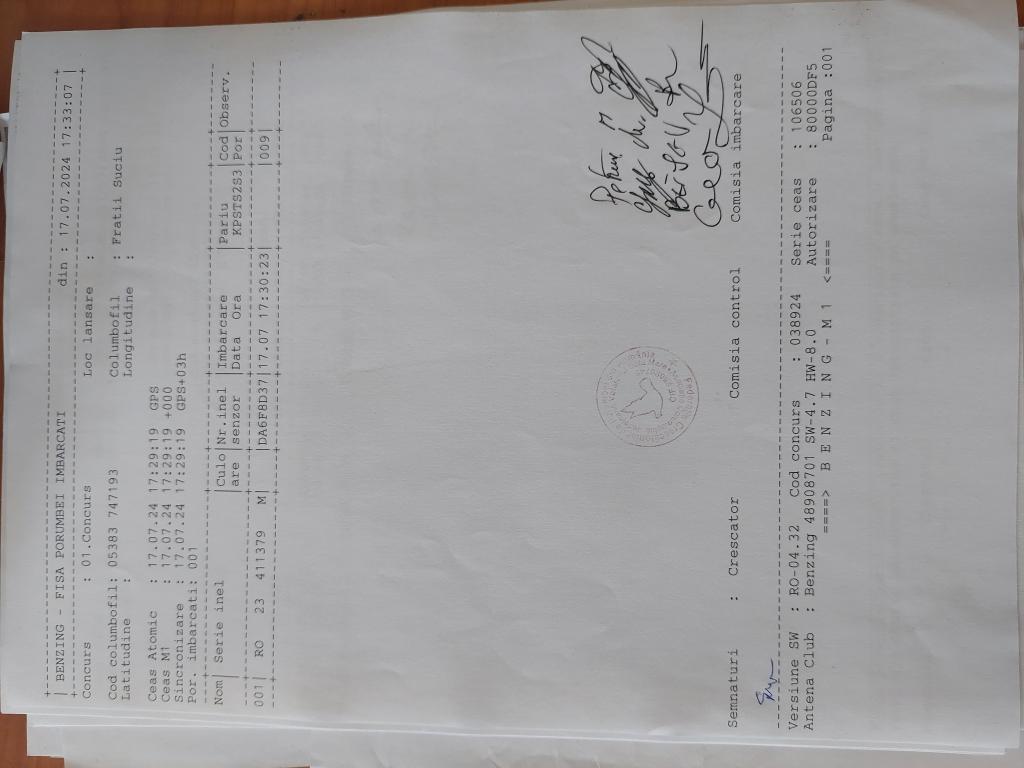 +----------------------------------------------------------------------+
| BENZING - FISA PORUMBEI IMBARCATI din : 17.07.2024 17:33:07 |
+----------------------------------------------------------------------+
Concurs : 01.Concurs Loc lansare :
Cod columbofil: 05383 747193 Columbofil : Fratii Suciu
Latitudine : Longitudine :
Ceas Atomic : 17.07.24 17:29:19 GPS
Ceas M1 : 17.07.24 17:29:19 +000
Sincronizare : 17.07.24 17:29:19 GPS+03h
Por. imbarcati: 001
Nom| Serie inel |Culo|Nr.inel |Imbarcare |Pariu |Cod|Observ.
|are |senzor |Data Ora | KPSTS2S3|Por|
001| RO 23 411379 M| |DA6F8D37|17.07 17:30:23| |009|
Semnaturi : Crescator Comisia control Comisia imbarcare
Versiune SW : RO-04.32 Cod concurs : 038924 Serie ceas : 106506
Antena Club : Benzing 48908701 SW-4.7 HW-8.0 Autorizare : 80000DF5
====> B E N Z I N G - M 1 <==== Pagina :001